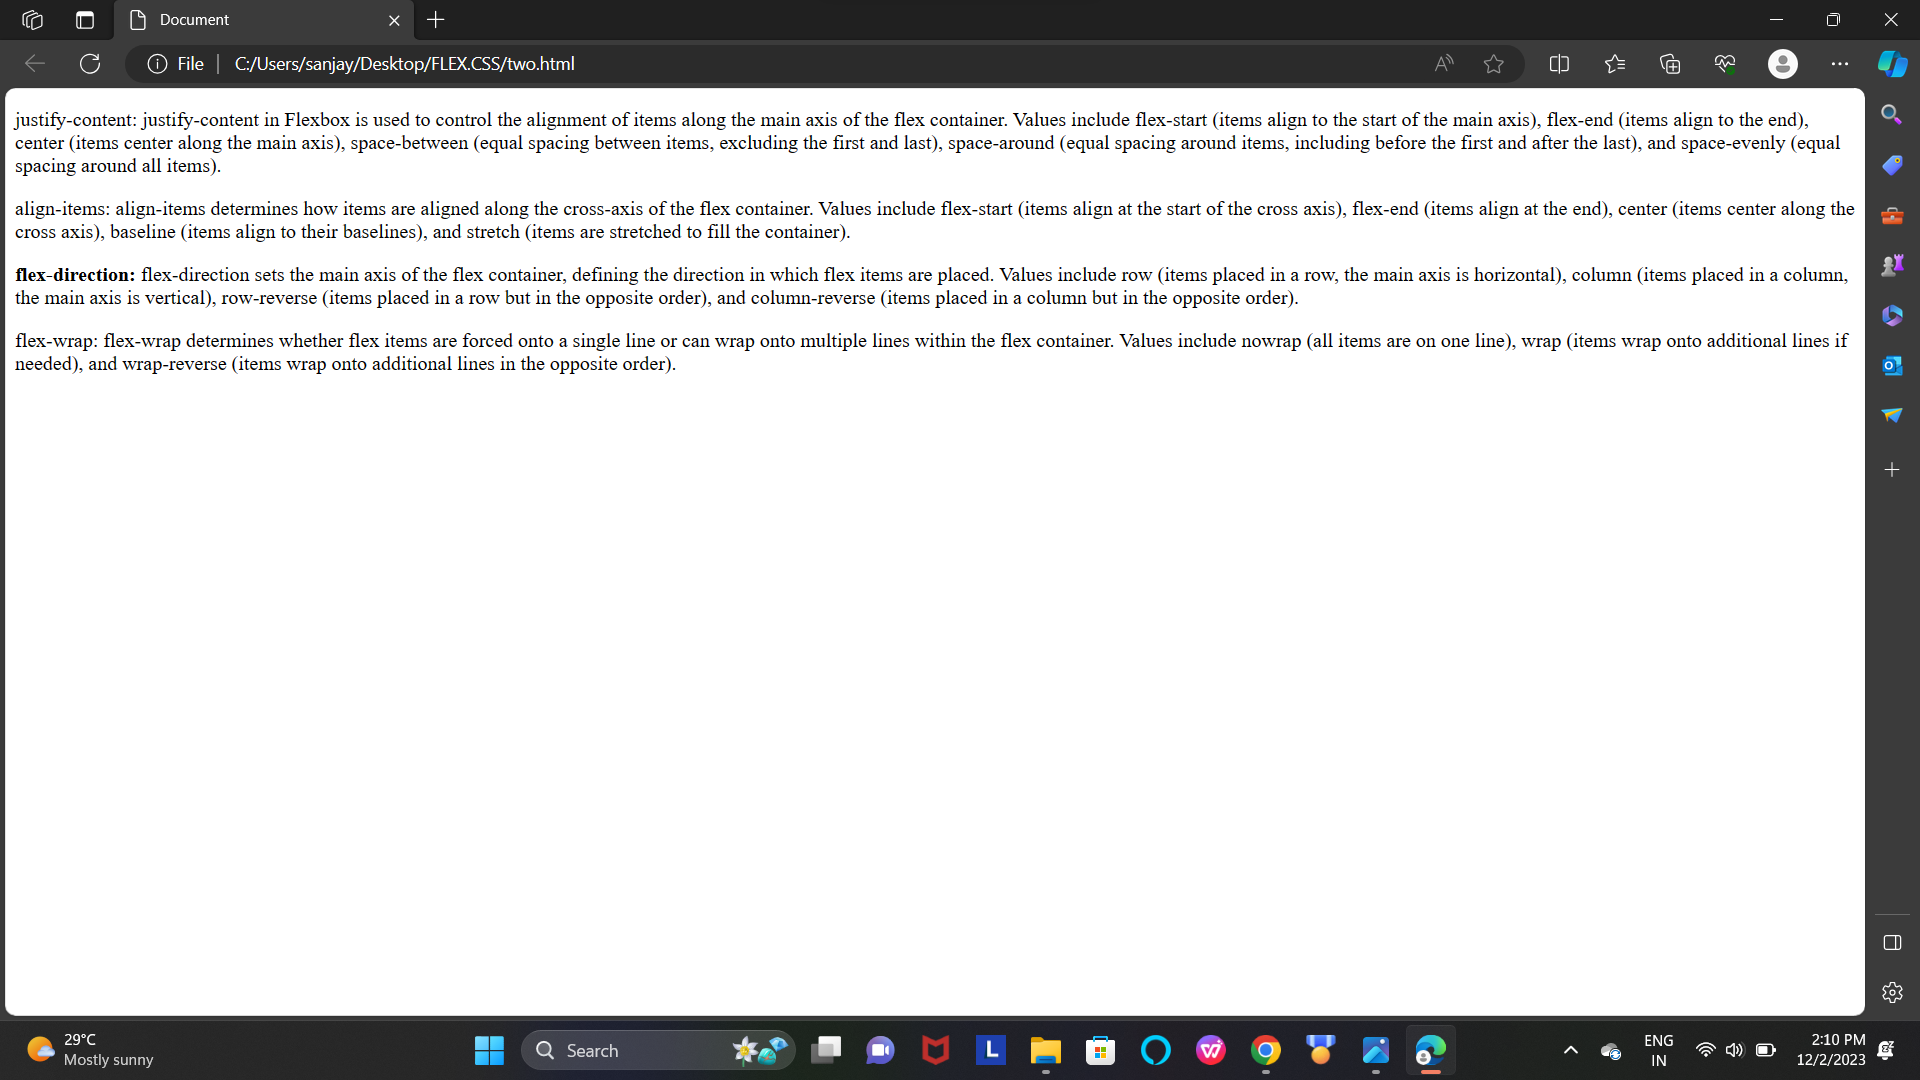 Document
File
C:/Users/sanjay/Desktop/FLEX.CSS/two.html
justify-content: justify-content in Flexbox is used to control the alignment of items along the main axis of the flex container. Values include flex-start (items align to the start of the main axis), flex-end (items align to the end),
center (items center along the main axis), space-between (equal spacing between items, excluding the first and last), space-around (equal spacing around items, including before the first and after the last), and space-evenly (equal
spacing around all items).
align-items: align-items determines how items are aligned along the cross-axis of the flex container. Values include flex-start (items align at the start of the cross axis), flex-end (items align at the end), center (items center along the
cross axis), baseline (items align to their baselines), and stretch (items are stretched to fill the container).
flex-direction: flex-direction sets the main axis of the flex container, defining the direction in which flex items are placed. Values include row (items placed in a row, the main axis is horizontal), column (items placed in a column,
the main axis is vertical), row-reverse (items placed in a row but in the opposite order), and column-reverse (items placed in a column but in the opposite order).
flex-wrap: flex-wrap determines whether flex items are forced onto a single line or can wrap onto multiple lines within the flex container. Values include nowrap (all items are on one line), wrap (items wrap onto additional lines if
needed), and wrap-reverse (items wrap onto additional lines in the opposite order).
29°C
Mostly sunny
Search
L
ENG
IN
2:10 PM
12/2/2023